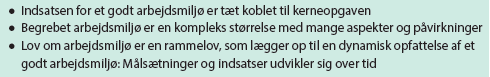 • Indsatsen for et godt arbejdsmiljø er tæt koblet til kerneopgaven
• Begrebet arbejdsmiljø er en kompleks størrelse med mange aspekter og påvirkninger
• Lov om arbejdsmiljø er en rammelov, som lægger op til en dynamisk opfattelse af et
godt arbejdsmiljø: Målsætninger og indsatser udvikler sig over tid